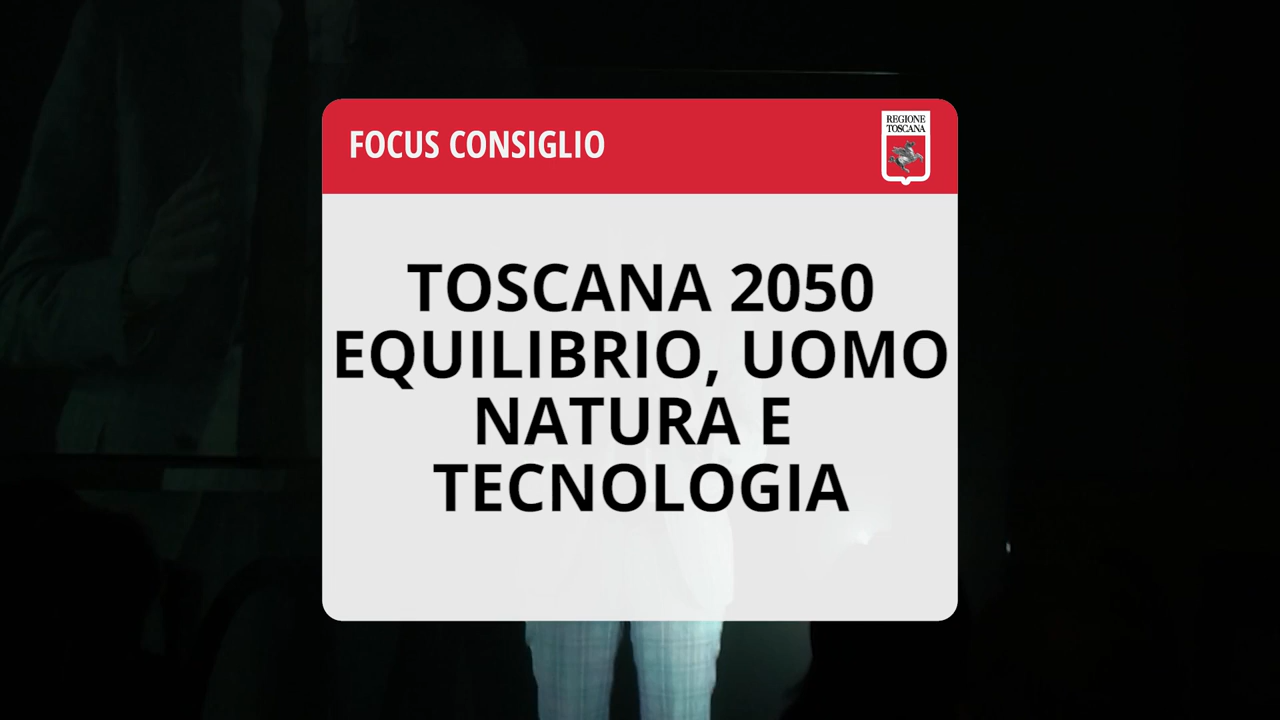 FOCUS CONSIGLIO
REGIONE
TOSCANA
TOSCANA 2050
EQUILIBRIO, UOMO
NATURA E
TECNOLOGIA